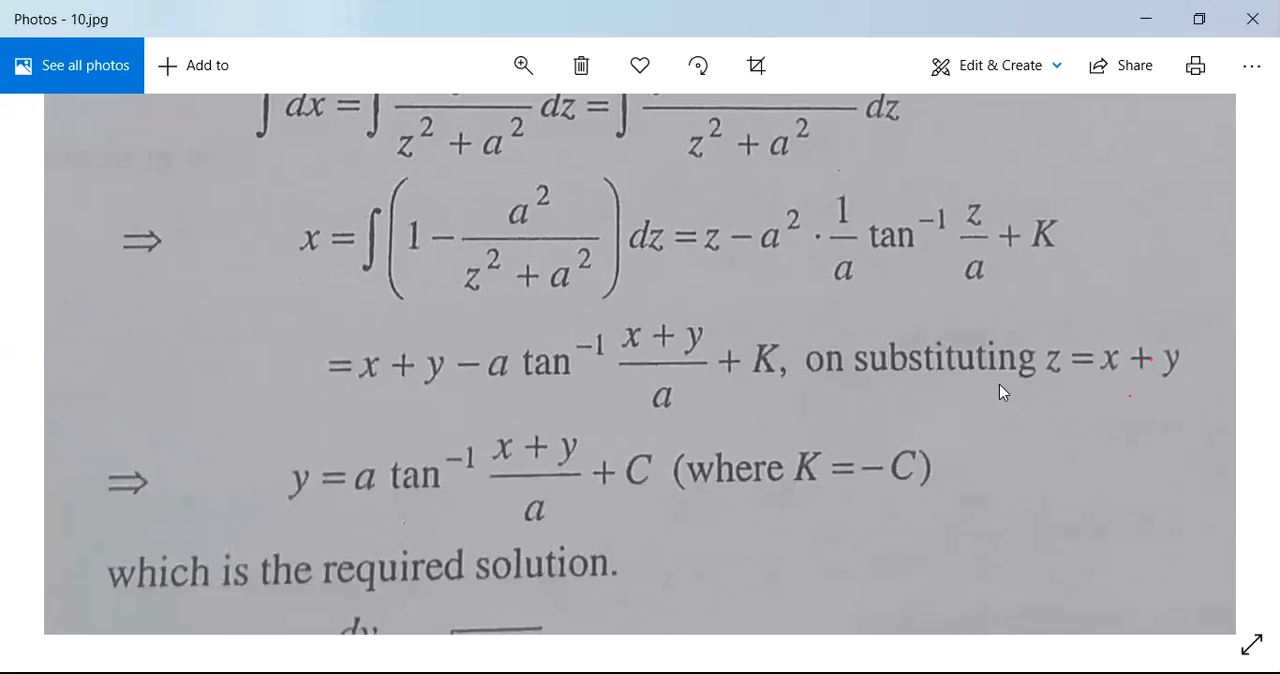 Photos - 10.jpg
See all photos
Add to
Edit & Create
Share
∫ dx = ∫ / (z² + a²) dz = ∫ / (z² + a²) dz
⇒ x = ∫ (1 − a² / (z² + a²)) dz = z − a² · 1/a tan⁻¹ z/a + K
= x + y − a tan⁻¹ (x + y)/a + K, on substituting z = x + y
⇒ y = a tan⁻¹ (x + y)/a + C (where K = −C)
which is the required solution.